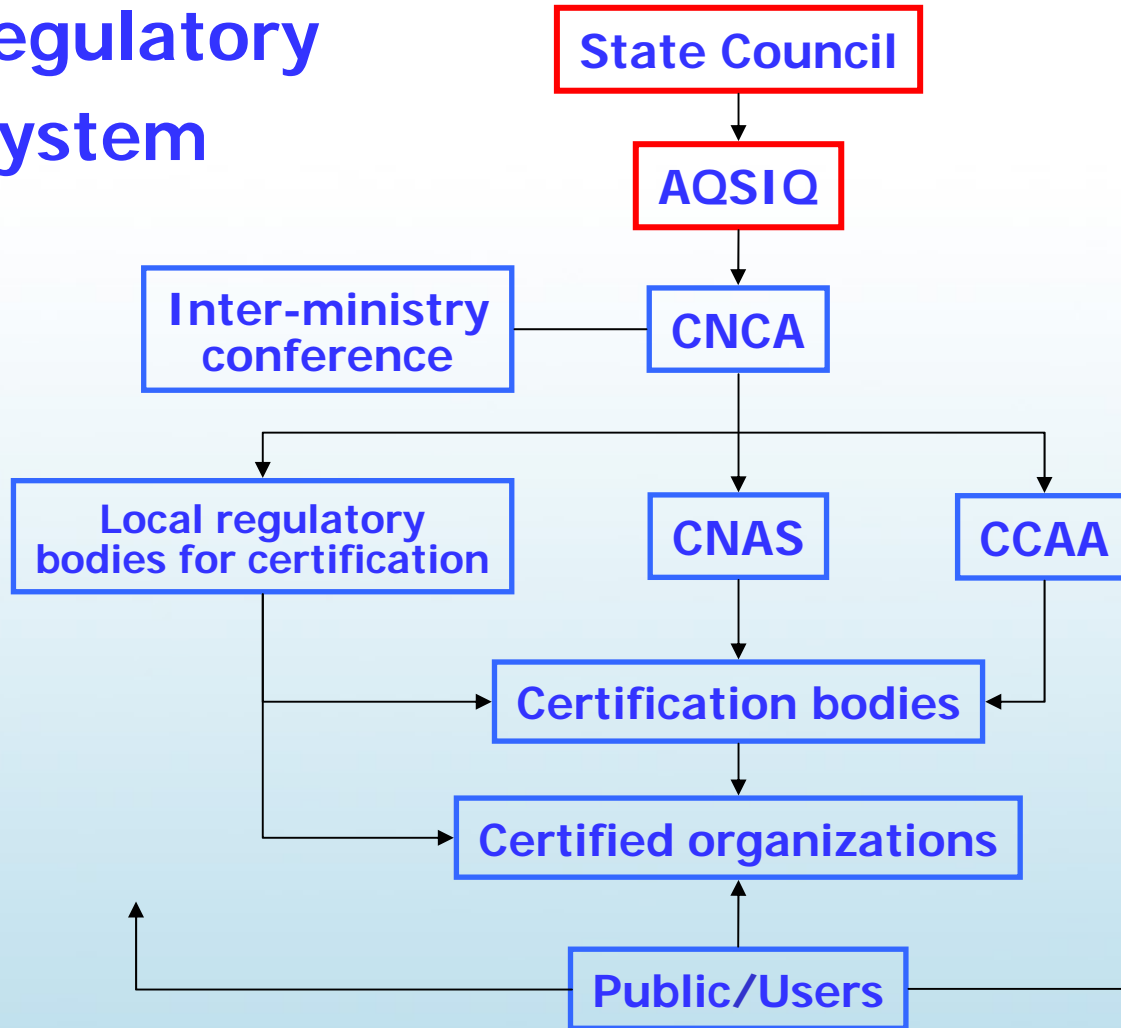 egulatory
ystem
State Council
AQSIQ
Inter-ministry
conference
CNCA
Local regulatory
bodies for certification
CNAS
CCAA
Certification bodies
Certified organizations
Public/Users